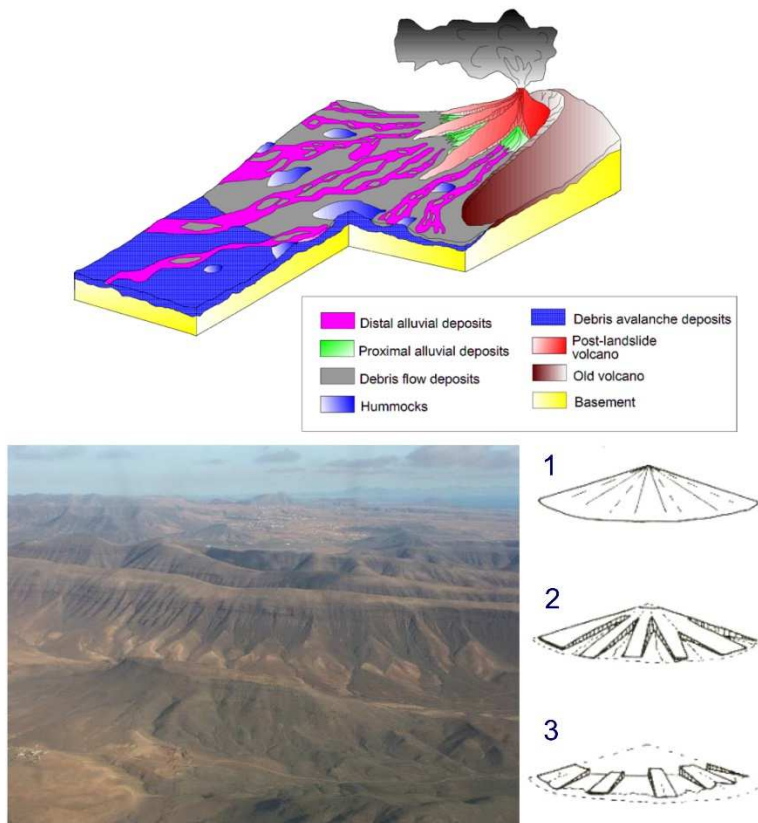 Distal alluvial deposits
Proximal alluvial deposits
Debris flow deposits
Hummocks
Debris avalanche deposits
Post-landslide
volcano
Old volcano
Basement
1
2
3